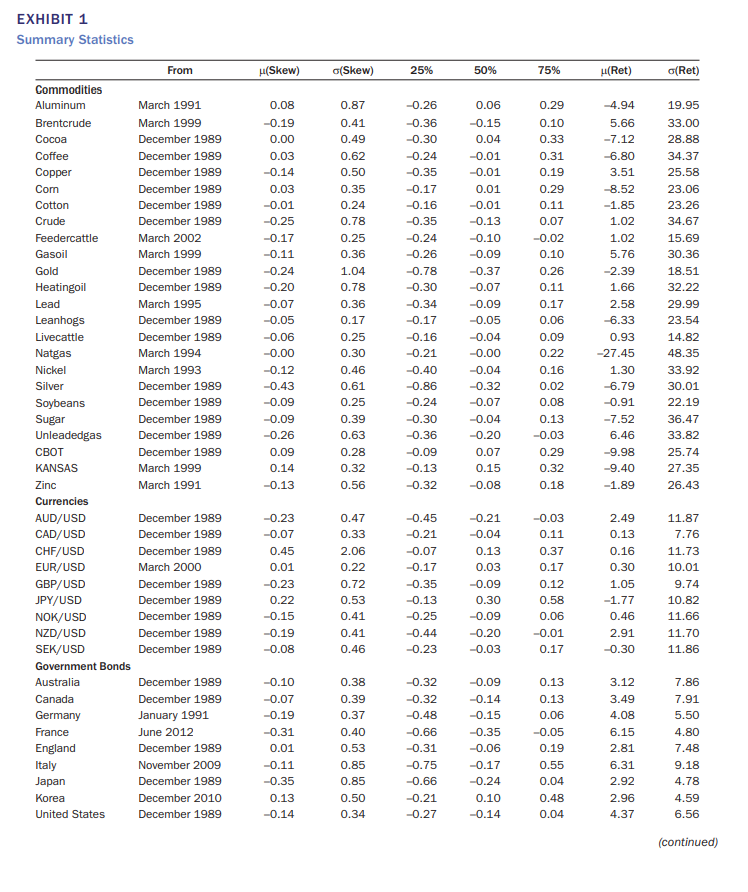 EXHIBIT 1
Summary Statistics
From μ(Skew) σ(Skew) 25% 50% 75% μ(Ret) σ(Ret)
Commodities
Aluminum March 1991 0.08 0.87 −0.26 0.06 0.29 −4.94 19.95
Brentcrude March 1999 −0.19 0.41 −0.36 −0.15 0.10 5.66 33.00
Cocoa December 1989 0.00 0.49 −0.30 0.04 0.33 −7.12 28.88
Coffee December 1989 0.03 0.62 −0.24 −0.01 0.31 −6.80 34.37
Copper December 1989 −0.14 0.50 −0.35 −0.01 0.19 3.51 25.58
Corn December 1989 0.03 0.35 −0.17 0.01 0.29 −8.52 23.06
Cotton December 1989 −0.01 0.24 −0.16 −0.01 0.11 −1.85 23.26
Crude December 1989 −0.25 0.78 −0.35 −0.13 0.07 1.02 34.67
Feedercattle March 2002 −0.17 0.25 −0.24 −0.10 −0.02 1.02 15.69
Gasoil March 1999 −0.11 0.36 −0.26 −0.09 0.10 5.76 30.36
Gold December 1989 −0.24 1.04 −0.78 −0.37 0.26 −2.39 18.51
Heatingoil December 1989 −0.20 0.78 −0.30 −0.07 0.11 1.66 32.22
Lead March 1995 −0.07 0.36 −0.34 −0.09 0.17 2.58 29.99
Leanhogs December 1989 −0.05 0.17 −0.17 −0.05 0.06 −6.33 23.54
Livecattle December 1989 −0.06 0.25 −0.16 −0.04 0.09 0.93 14.82
Natgas March 1994 −0.00 0.30 −0.21 −0.00 0.22 −27.45 48.35
Nickel March 1993 −0.12 0.46 −0.40 −0.04 0.16 1.30 33.92
Silver December 1989 −0.43 0.61 −0.86 −0.32 0.02 −6.79 30.01
Soybeans December 1989 −0.09 0.25 −0.24 −0.07 0.08 −0.91 22.19
Sugar December 1989 −0.09 0.39 −0.30 −0.04 0.13 −7.52 36.47
Unleadedgas December 1989 −0.26 0.63 −0.36 −0.20 −0.03 6.46 33.82
CBOT December 1989 0.09 0.28 −0.09 0.07 0.29 −9.98 25.74
KANSAS March 1999 0.14 0.32 −0.13 0.15 0.32 −9.40 27.35
Zinc March 1991 −0.13 0.56 −0.32 −0.08 0.18 −1.89 26.43
Currencies
AUD/USD December 1989 −0.23 0.47 −0.45 −0.21 −0.03 2.49 11.87
CAD/USD December 1989 −0.07 0.33 −0.21 −0.04 0.11 0.13 7.76
CHF/USD December 1989 0.45 2.06 −0.07 0.13 0.37 0.16 11.73
EUR/USD March 2000 0.01 0.22 −0.17 0.03 0.17 0.30 10.01
GBP/USD December 1989 −0.23 0.72 −0.35 −0.09 0.12 1.05 9.74
JPY/USD December 1989 0.22 0.53 −0.13 0.30 0.58 −1.77 10.82
NOK/USD December 1989 −0.15 0.41 −0.25 −0.09 0.06 0.46 11.66
NZD/USD December 1989 −0.19 0.41 −0.44 −0.20 −0.01 2.91 11.70
SEK/USD December 1989 −0.08 0.46 −0.23 −0.03 0.17 −0.30 11.86
Government Bonds
Australia December 1989 −0.10 0.38 −0.32 −0.09 0.13 3.12 7.86
Canada December 1989 −0.07 0.39 −0.32 −0.14 0.13 3.49 7.91
Germany January 1991 −0.19 0.37 −0.48 −0.15 0.06 4.08 5.50
France June 2012 −0.31 0.40 −0.66 −0.35 −0.05 6.15 4.80
England December 1989 0.01 0.53 −0.31 −0.06 0.19 2.81 7.48
Italy November 2009 −0.11 0.85 −0.75 −0.17 0.55 6.31 9.18
Japan December 1989 −0.35 0.85 −0.66 −0.24 0.04 2.92 4.78
Korea December 2010 0.13 0.50 −0.21 0.10 0.48 2.96 4.59
United States December 1989 −0.14 0.34 −0.27 −0.14 0.04 4.37 6.56
(continued)